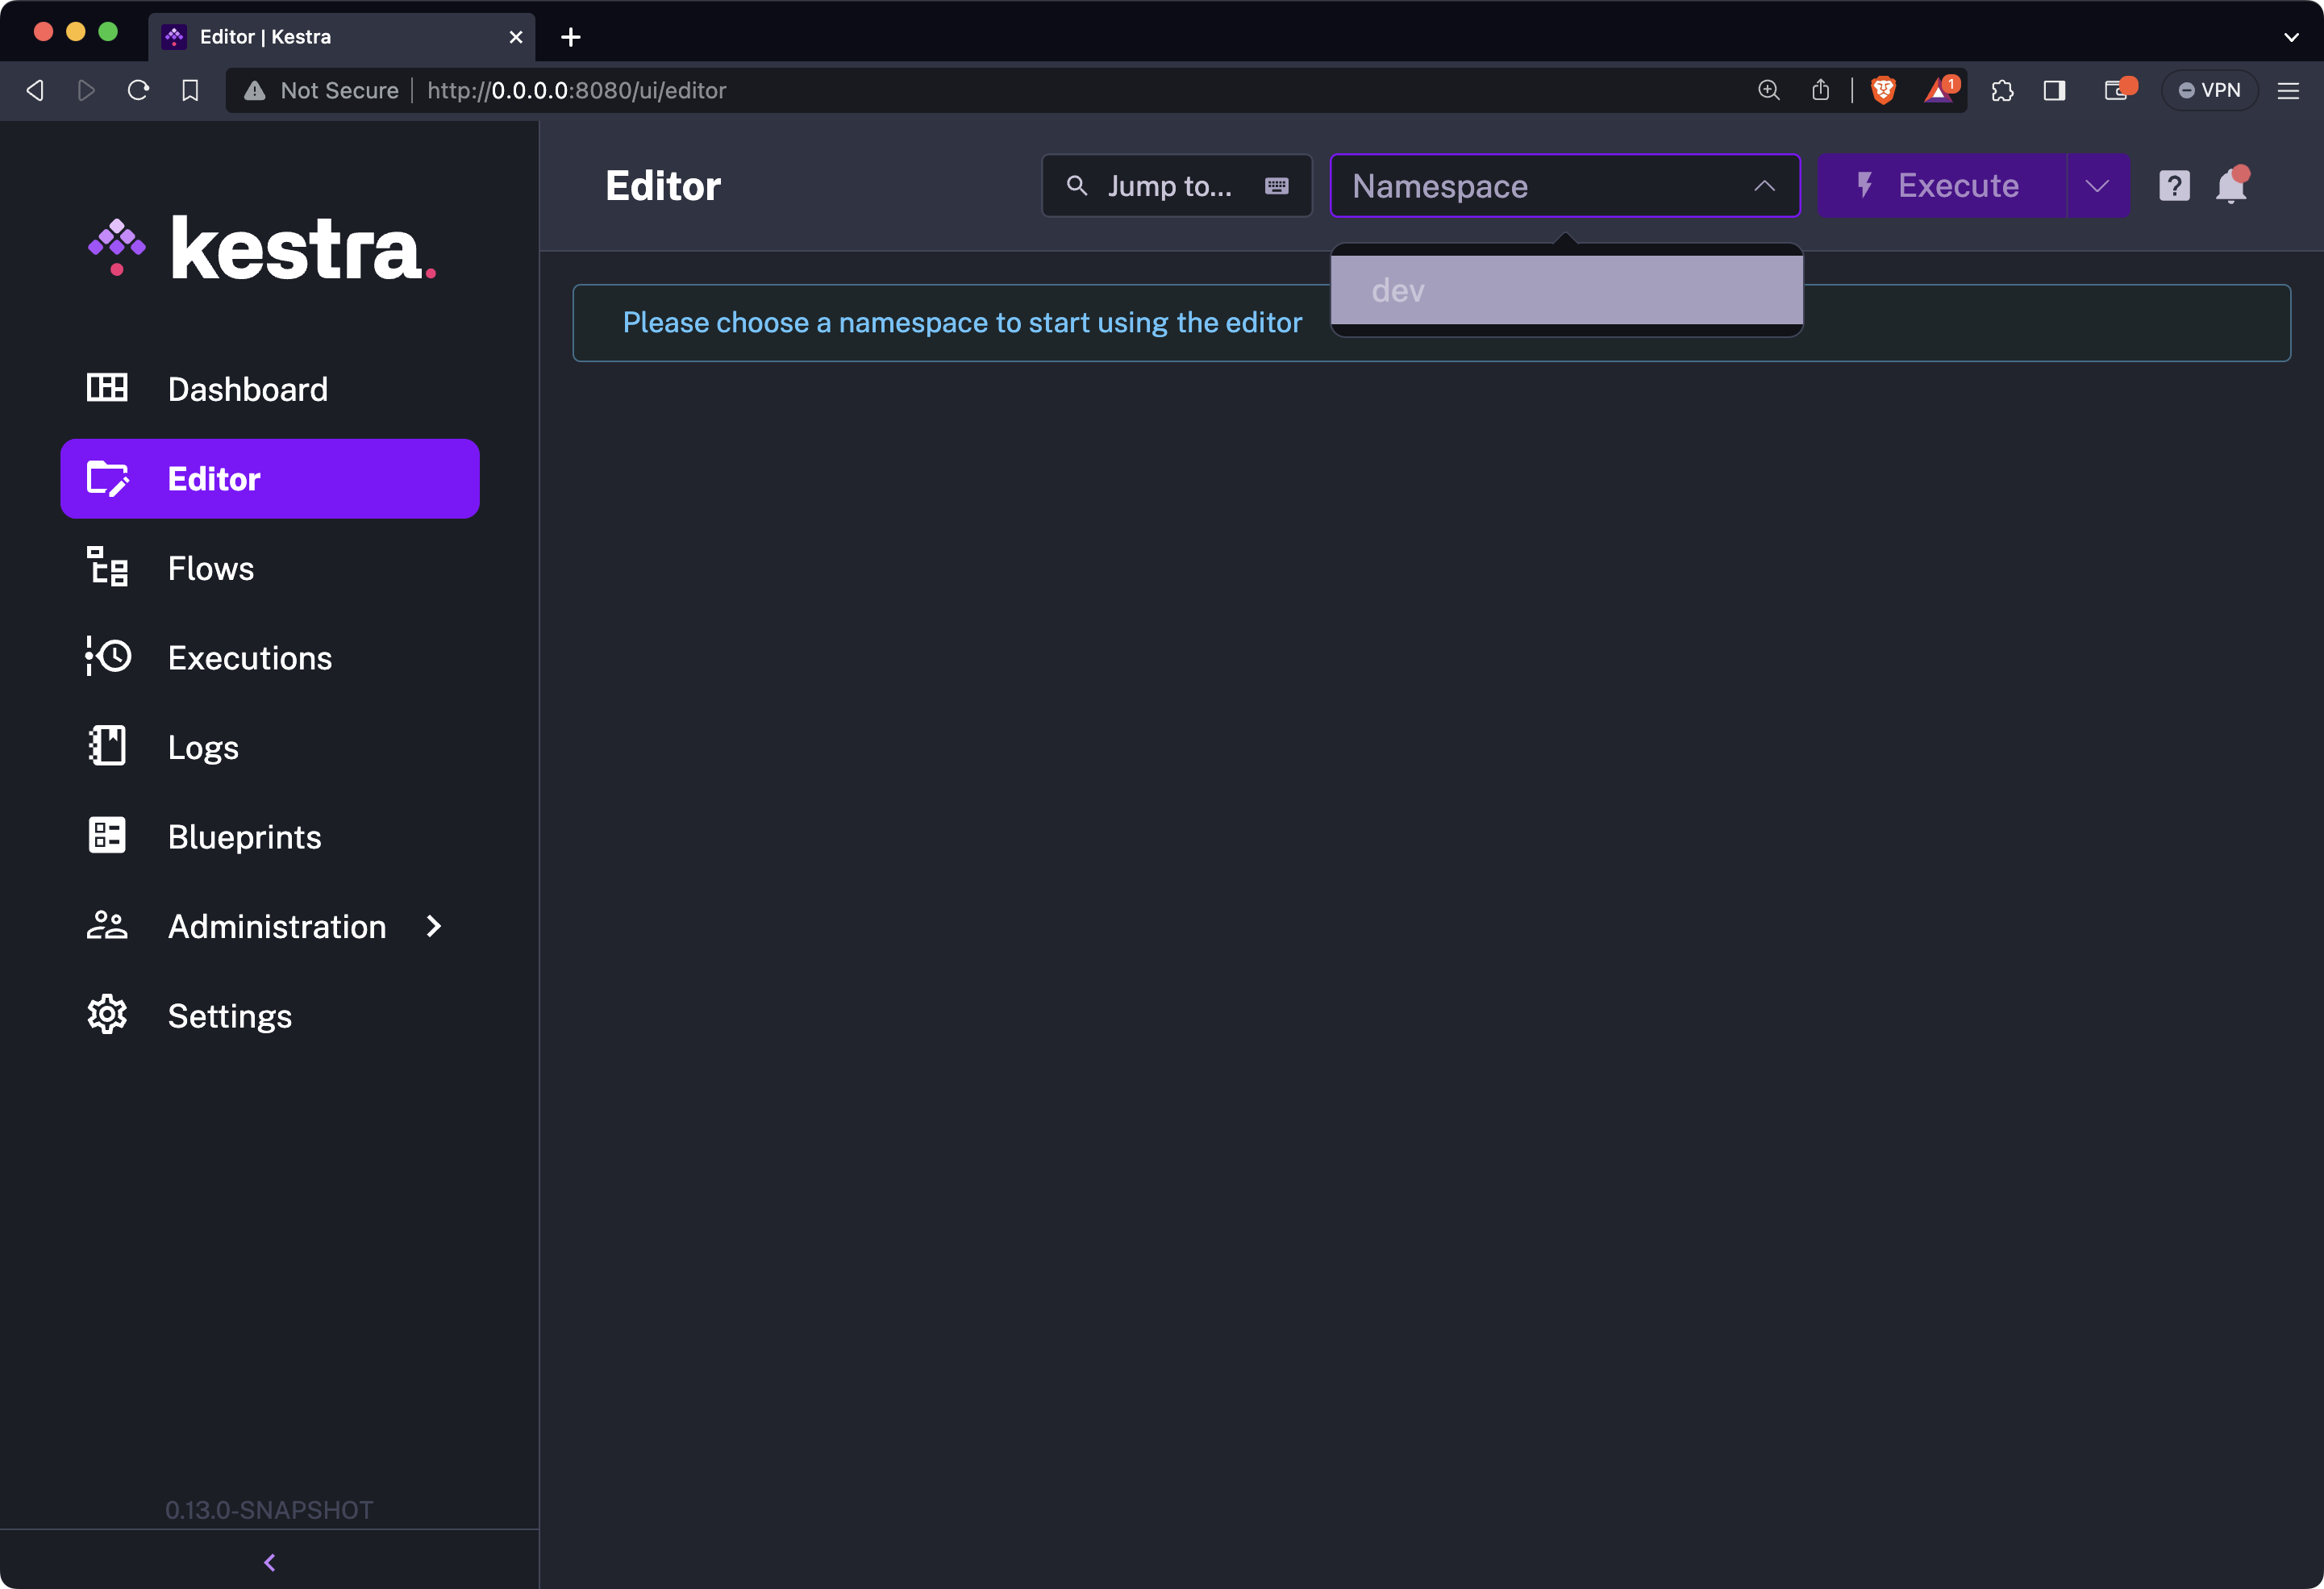 Editor | Kestra
Not Secure
http://0.0.0.0:8080/ui/editor
1
VPN
kestra.
Editor
Jump to...
Namespace
Execute
?
dev
Please choose a namespace to start using the editor
Dashboard
Editor
Flows
Executions
Logs
Blueprints
Administration
Settings
0.13.0-SNAPSHOT